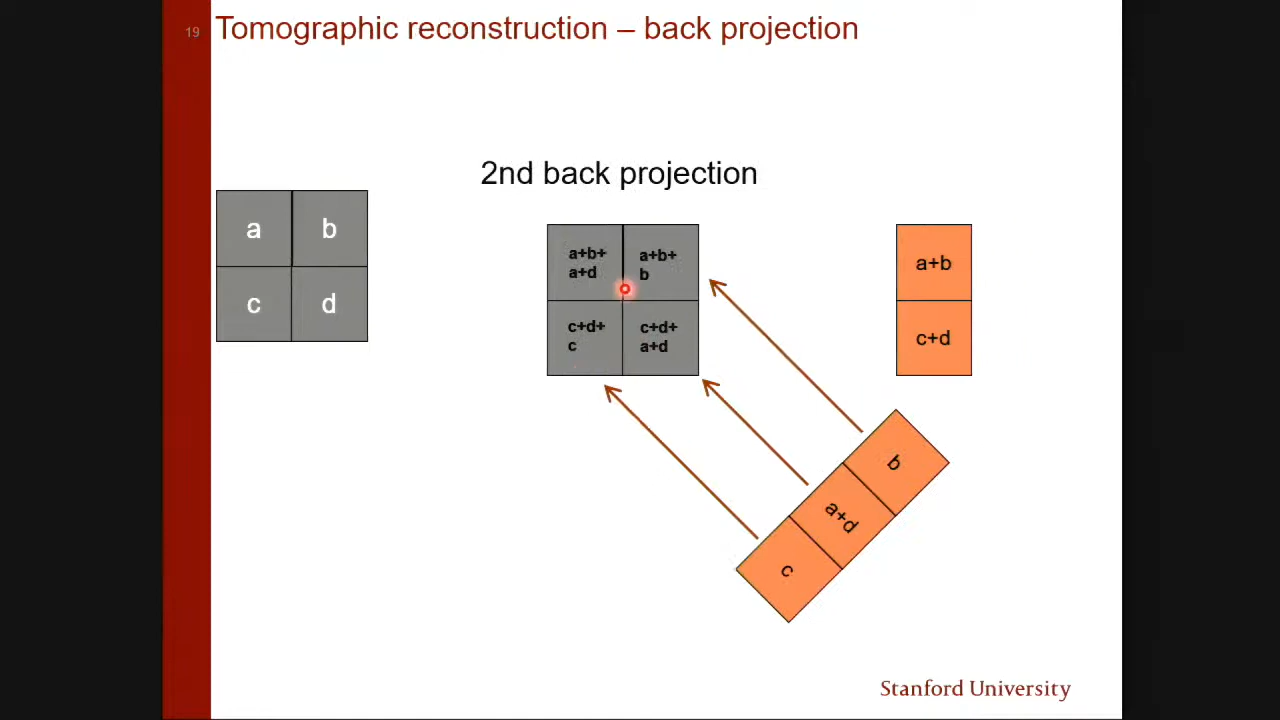 19
Tomographic reconstruction – back projection
2nd back projection
a
b
c
d
a+b+
a+d
a+b+
b
c+d+
c
c+d+
a+d
a+b
c+d
b
a+d
c
Stanford University